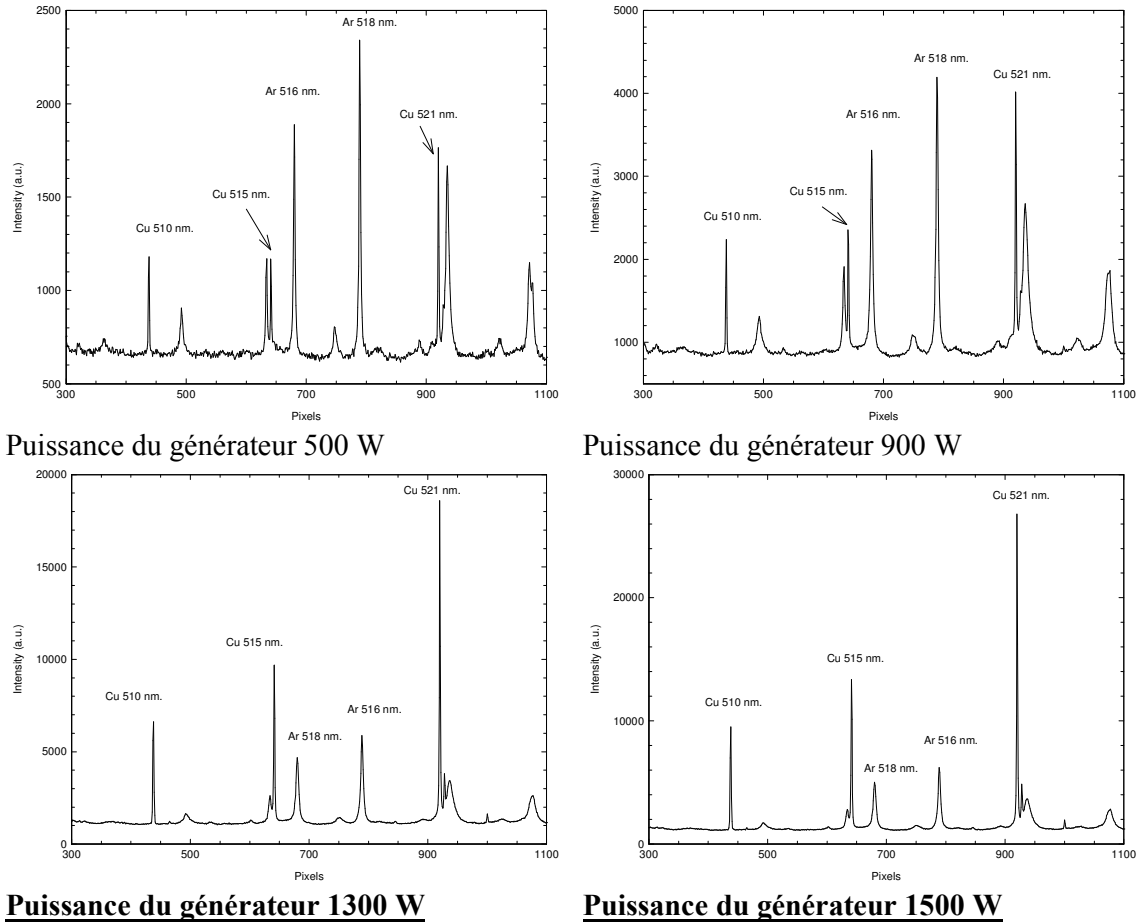 2500
2000
1500
1000
500
Intensity (a.u.)
Cu 510 nm.
Cu 515 nm.
Ar 516 nm.
Ar 518 nm.
Cu 521 nm.
300 500 700 900 1100
Pixels
Puissance du générateur 500 W
5000
4000
3000
2000
1000
Intensity (a.u.)
Cu 510 nm.
Cu 515 nm.
Ar 516 nm.
Ar 518 nm.
Cu 521 nm.
300 500 700 900 1100
Pixels
Puissance du générateur 900 W
20000
15000
10000
5000
0
Intensity (a.u.)
Cu 510 nm.
Cu 515 nm.
Ar 518 nm.
Ar 516 nm.
Cu 521 nm.
300 500 700 900 1100
Pixels
Puissance du générateur 1300 W
30000
20000
10000
0
Intensity (a.u.)
Cu 510 nm.
Cu 515 nm.
Ar 518 nm.
Ar 516 nm.
Cu 521 nm.
300 500 700 900 1100
Pixels
Puissance du générateur 1500 W